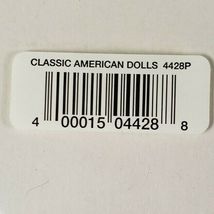 CLASSIC AMERICAN DOLLS 4428P
4 00015 04428 8